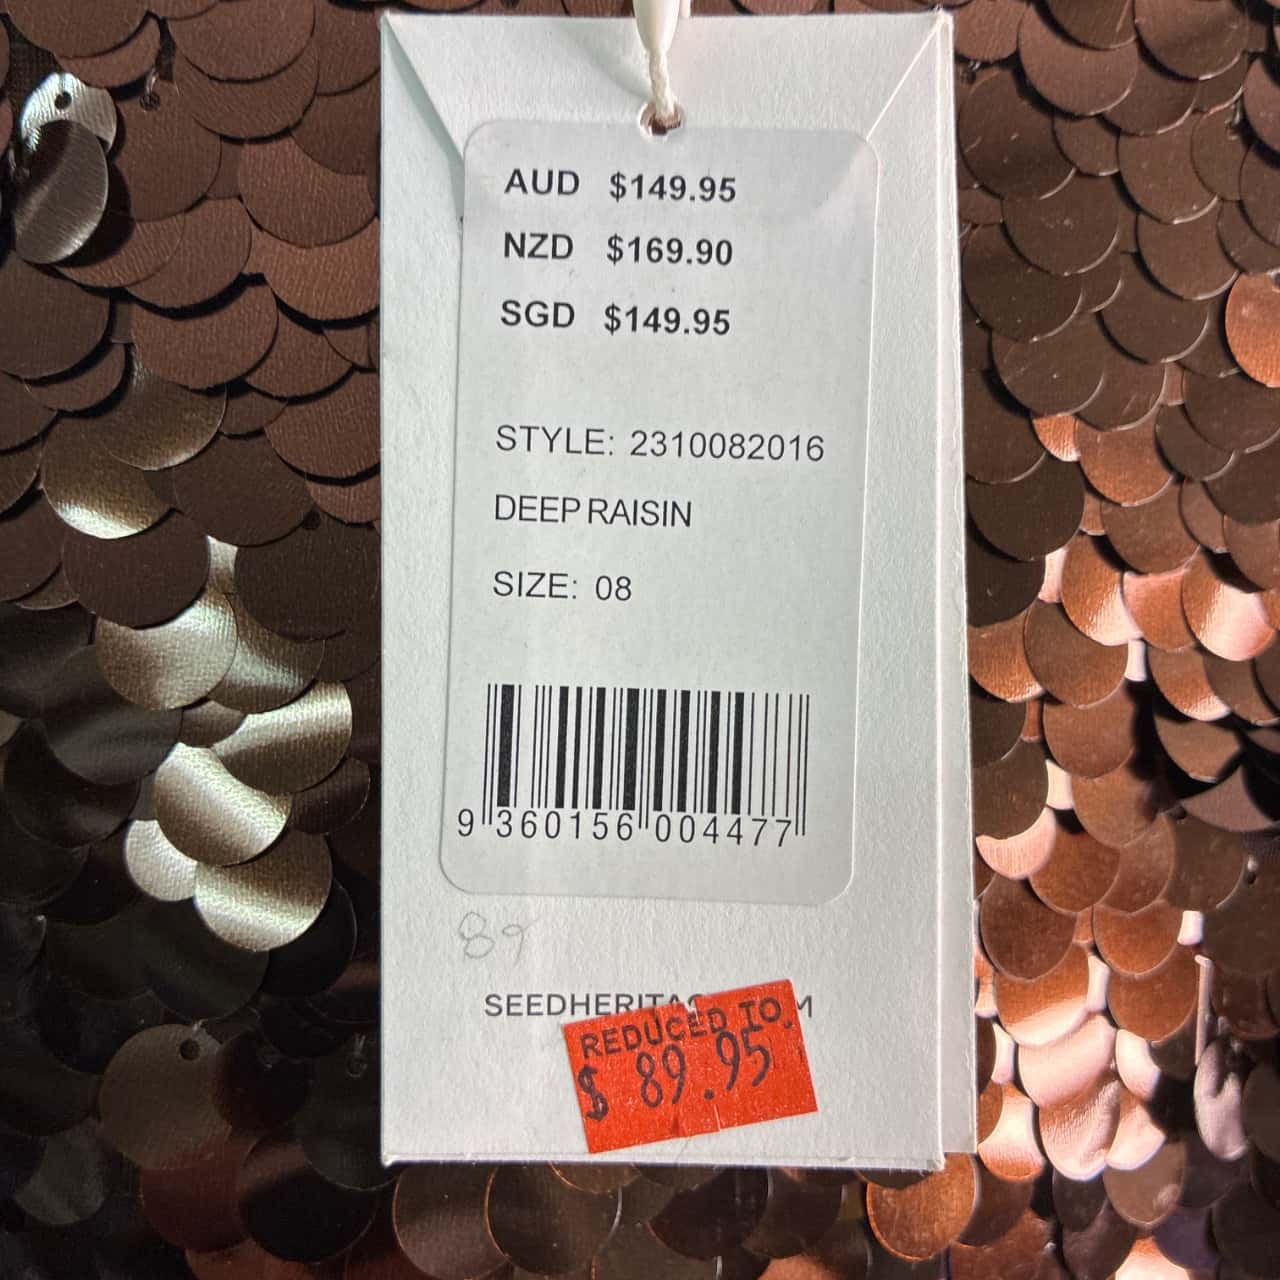 AUD $149.95
NZD $169.90
SGD $149.95
STYLE: 2310082016
DEEP RAISIN
SIZE: 08
9 360156 004477
89
SEEDHERITAG M
REDUCED TO
$ 89.95